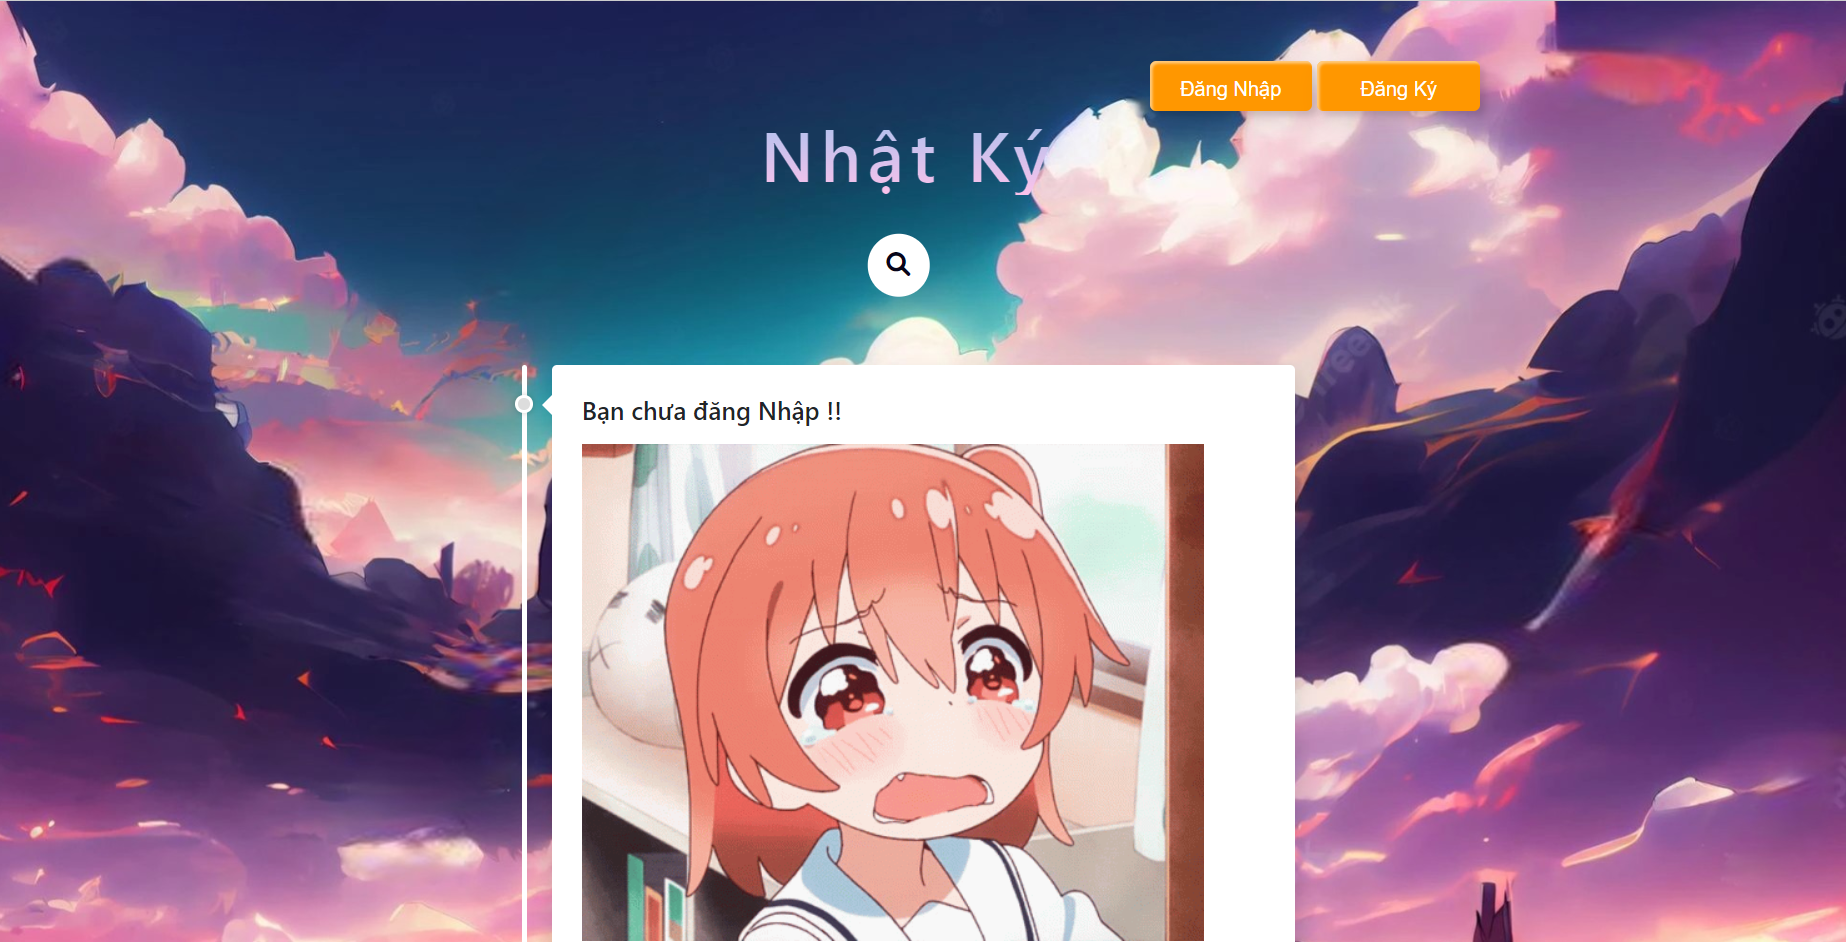 Đăng Nhập Đăng Ký
Nhật Ký
Bạn chưa đăng Nhập !!